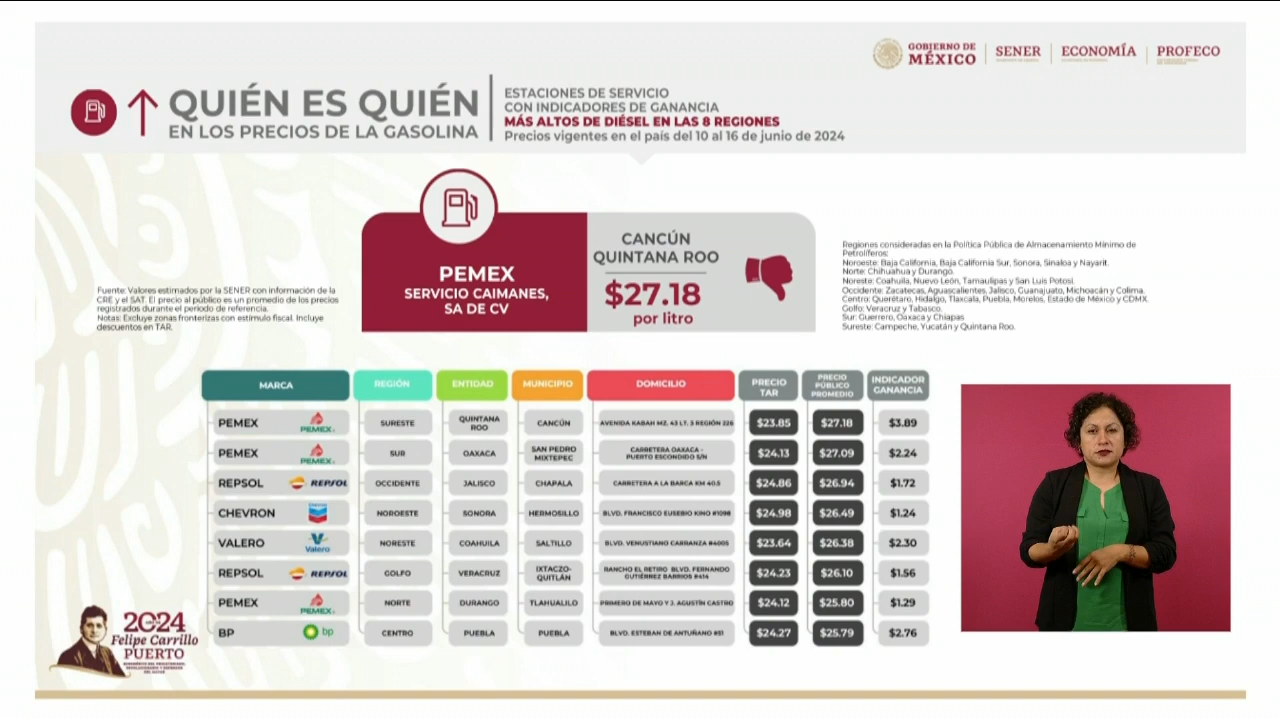 GOBIERNO DE
MÉXICO
SENER
ECONOMÍA
PROFECO
QUIÉN ES QUIÉN
EN LOS PRECIOS DE LA GASOLINA
ESTACIONES DE SERVICIO
CON INDICADORES DE GANANCIA
MÁS ALTOS DE DIÉSEL EN LAS 8 REGIONES
Precios vigentes en el país del 10 al 16 de junio de 2024
PEMEX
SERVICIO CAIMANES,
SA DE CV
CANCÚN
QUINTANA ROO
$27.18
por litro
Fuente: Valores estimados por la SENER con información de la
CRE y el SAT. El precio al público es un promedio de los precios
registrados durante el periodo de referencia.
Notas: Excluye zonas fronterizas con estímulo fiscal. Incluye
descuentos en TAR.
Regiones consideradas en la Política Pública de Almacenamiento Mínimo de
Petrolíferos:
Noroeste: Baja California, Baja California Sur, Sonora, Sinaloa y Nayarit.
Norte: Chihuahua y Durango.
Noreste: Coahuila, Nuevo León, Tamaulipas y San Luis Potosí.
Occidente: Zacatecas, Aguascalientes, Jalisco, Guanajuato, Michoacán y Colima.
Centro: Querétaro, Hidalgo, Tlaxcala, Puebla, Morelos, Estado de México y CDMX.
Golfo: Veracruz y Tabasco.
Sur: Guerrero, Oaxaca y Chiapas
Sureste: Campeche, Yucatán y Quintana Roo.
MARCA REGIÓN ENTIDAD MUNICIPIO DOMICILIO PRECIO TAR PRECIO PÚBLICO PROMEDIO INDICADOR GANANCIA
PEMEX PEMEX SURESTE QUINTANA ROO CANCÚN AVENIDA KABAH MZ. 43 LT. 3 REGIÓN 226 $23.85 $27.18 $3.89
PEMEX PEMEX SUR OAXACA SAN PEDRO MIXTEPEC CARRETERA OAXACA - PUERTO ESCONDIDO S/N $24.13 $27.09 $2.24
REPSOL REPSOL OCCIDENTE JALISCO CHAPALA CARRETERA A LA BARCA KM 40.5 $24.86 $26.94 $1.72
CHEVRON NOROESTE SONORA HERMOSILLO BLVD. FRANCISCO EUSEBIO KINO #1098 $24.98 $26.49 $1.24
VALERO Valero NORESTE COAHUILA SALTILLO BLVD. VENUSTIANO CARRANZA #4005 $23.64 $26.38 $2.30
REPSOL REPSOL GOLFO VERACRUZ IXTACZO-QUITLÁN RANCHO EL RETIRO BLVD. FERNANDO GUTIÉRREZ BARRIOS #414 $24.23 $26.10 $1.56
PEMEX PEMEX NORTE DURANGO TLAHUALILO PRIMERO DE MAYO Y J. AGUSTÍN CASTRO $24.12 $25.80 $1.29
BP bp CENTRO PUEBLA PUEBLA BLVD. ESTEBAN DE ANTUÑANO #51 $24.27 $25.79 $2.76
2024
Felipe Carrillo
PUERTO